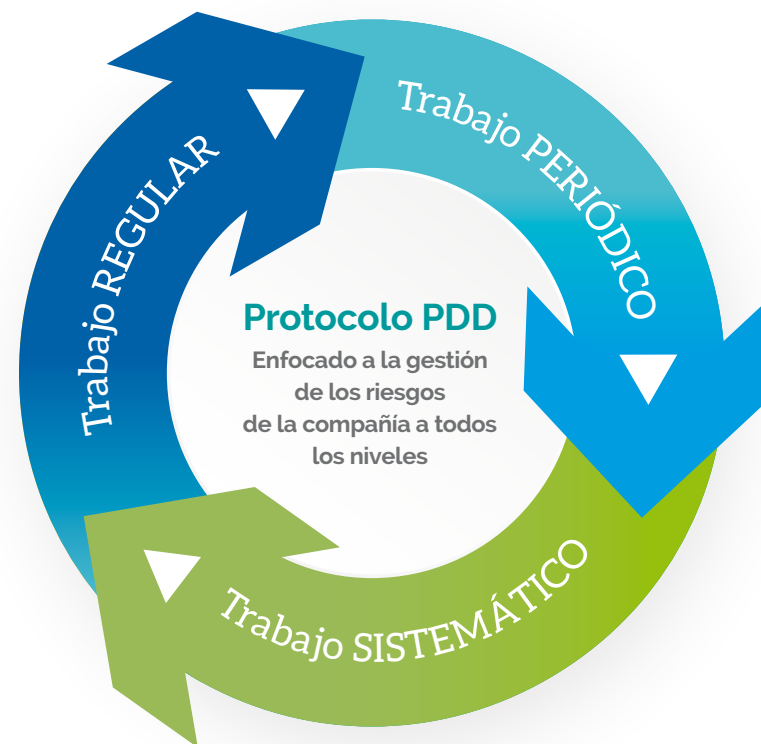 Trabajo REGULAR
Trabajo PERIÓDICO
Protocolo PDD
Enfocado a la gestión
de los riesgos
de la compañía a todos
los niveles
Trabajo SISTEMÁTICO